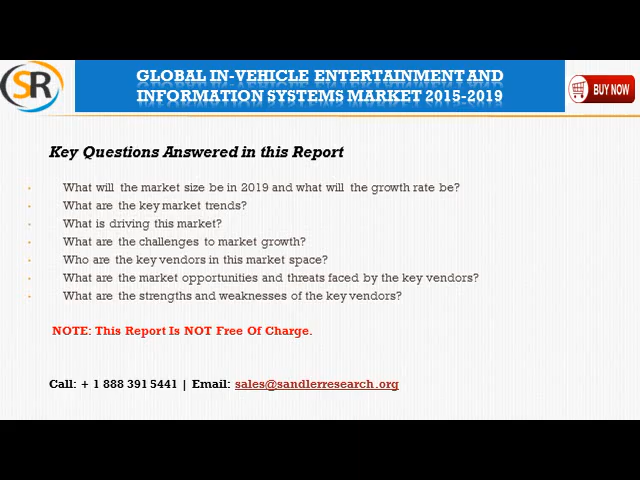 SR
GLOBAL IN-VEHICLE ENTERTAINMENT AND
INFORMATION SYSTEMS MARKET 2015-2019
BUY NOW
Key Questions Answered in this Report
• What will the market size be in 2019 and what will the growth rate be?
• What are the key market trends?
• What is driving this market?
• What are the challenges to market growth?
• Who are the key vendors in this market space?
• What are the market opportunities and threats faced by the key vendors?
• What are the strengths and weaknesses of the key vendors?
NOTE: This Report Is NOT Free Of Charge.
Call: + 1 888 391 5441 | Email: sales@sandlerresearch.org